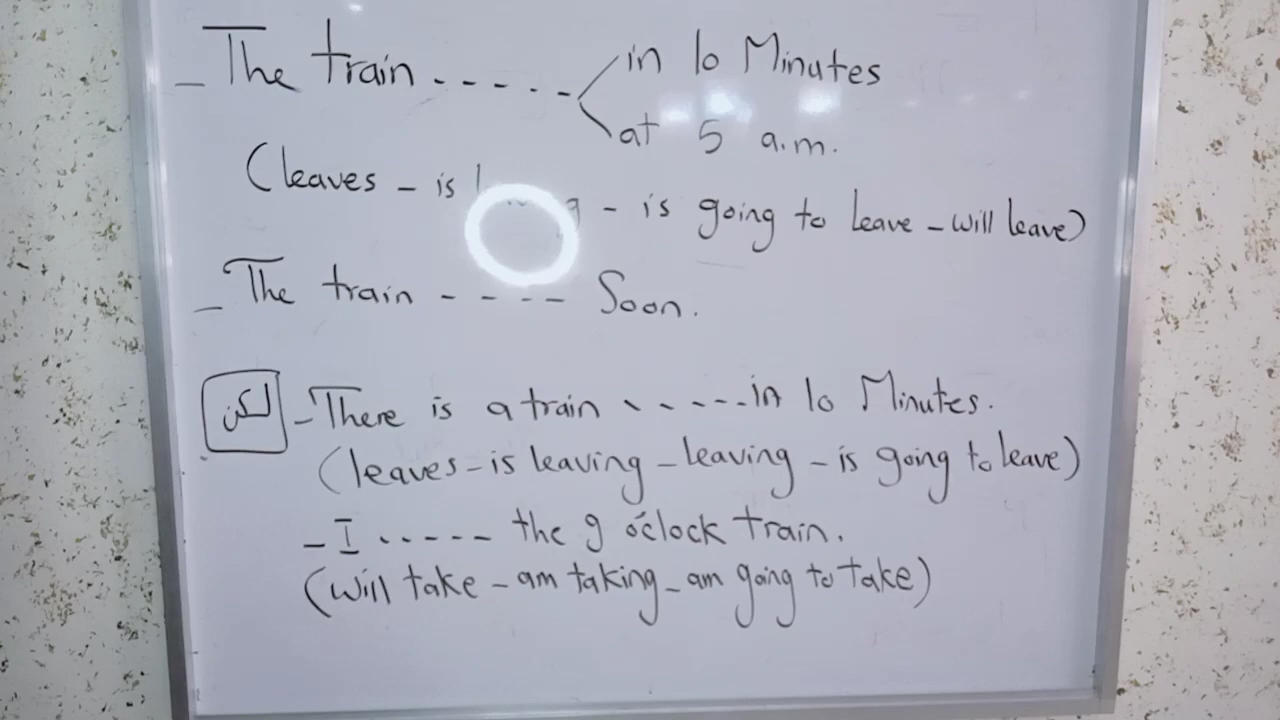 - The train ----- in 10 Minutes
at 5 a.m.
(leaves - is - is going to leave - will leave)
- The train ---- Soon.
لكن - There is a train ----- in 10 Minutes.
(leaves - is leaving - leaving - is going to leave)
- I ----- the 9 o'clock train.
(will take - am taking - am going to take)